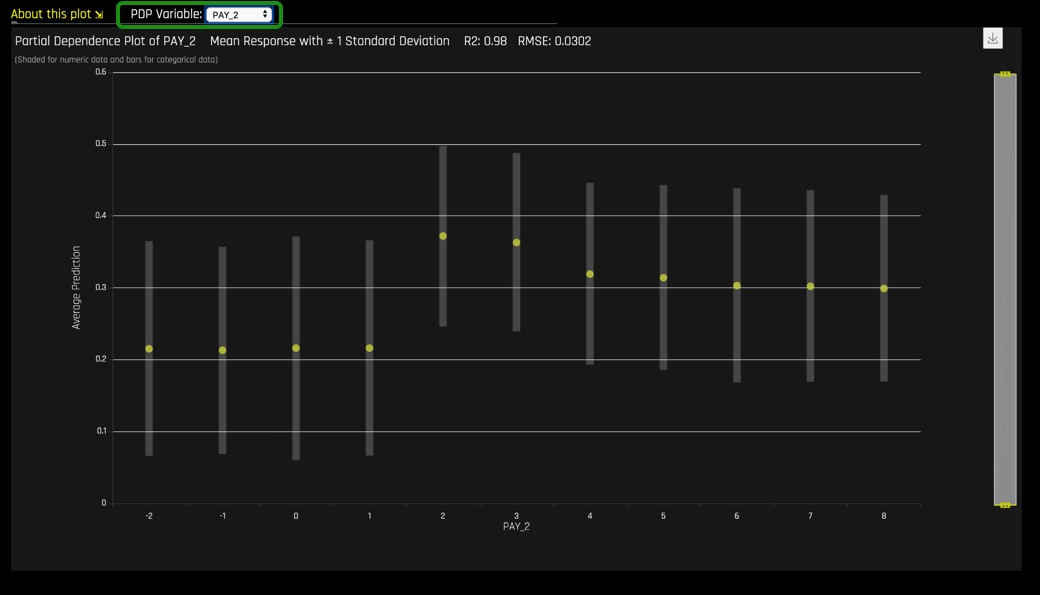 About this plot
PDP Variable: PAY_2
Partial Dependence Plot of PAY_2 Mean Response with ± 1 Standard Deviation R2: 0.98 RMSE: 0.0302
(Shaded for numeric data and bars for categorical data)
0.6
0.5
0.4
0.3
0.2
0.1
0
Average Prediction
-2 -1 0 1 2 3 4 5 6 7 8
PAY_2